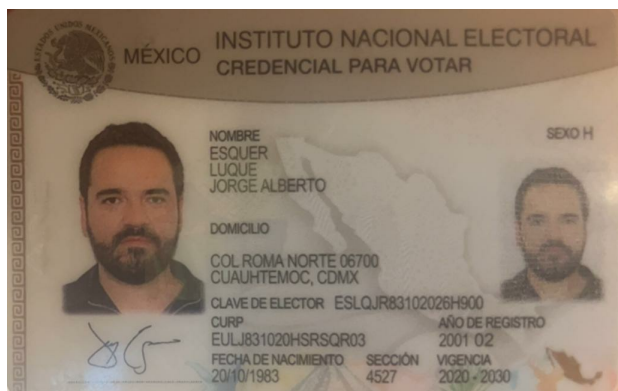 MÉXICO
INSTITUTO NACIONAL ELECTORAL
CREDENCIAL PARA VOTAR
NOMBRE
SEXO H
ESQUER
LUQUE
JORGE ALBERTO
DOMICILIO
COL ROMA NORTE 06700
CUAUHTEMOC, CDMX
CLAVE DE ELECTOR ESLQJR83102026H900
CURP
AÑO DE REGISTRO
EULJ831020HSRSQR03
2001 02
FECHA DE NACIMIENTO SECCIÓN VIGENCIA
20/10/1983 4527 2020 - 2030